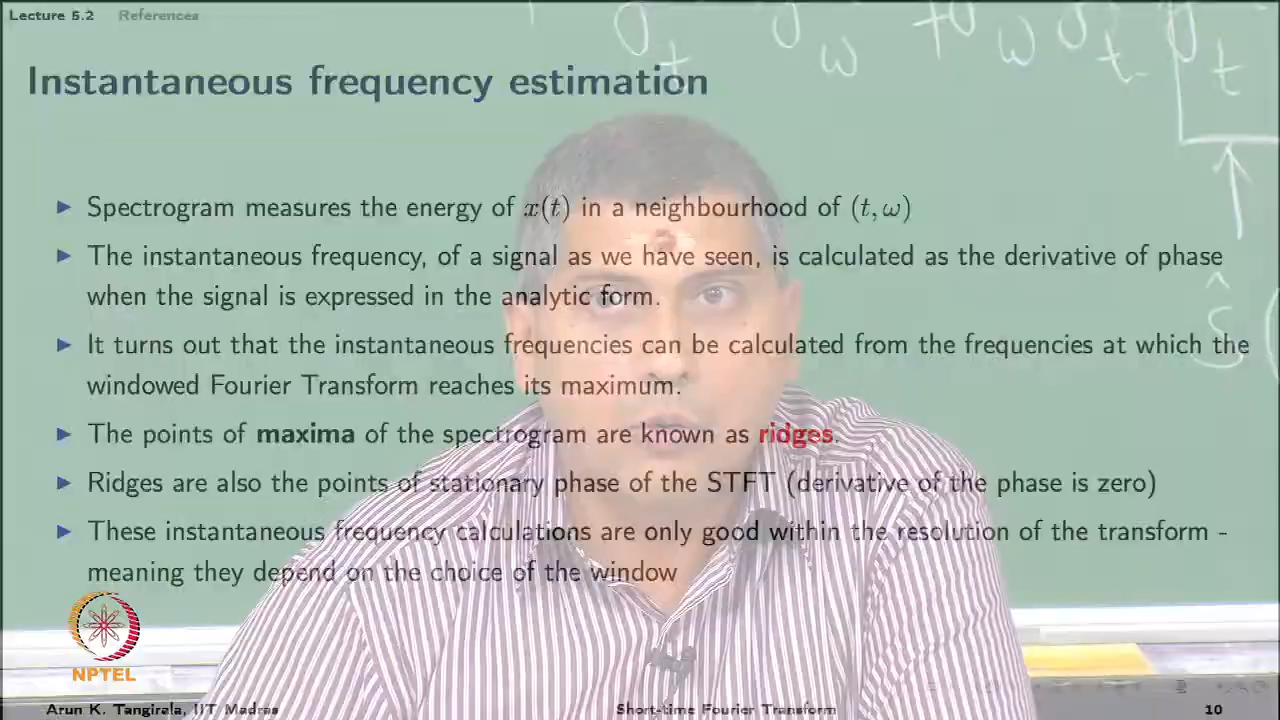 Lecture 5.2 References
Instantaneous frequency estimation
Spectrogram measures the energy of x(t) in a neighbourhood of (t, ω)
The instantaneous frequency, of a signal as we have seen, is calculated as the derivative of phase
when the signal is expressed in the analytic form.
It turns out that the instantaneous frequencies can be calculated from the frequencies at which the
windowed Fourier Transform reaches its maximum.
The points of maxima of the spectrogram are known as ridges.
Ridges are also the points of stationary phase of the STFT (derivative of the phase is zero)
These instantaneous frequency calculations are only good within the resolution of the transform -
meaning they depend on the choice of the window
NPTEL
Arun K. Tangirala, IIT Madras Short-time Fourier Transform 10